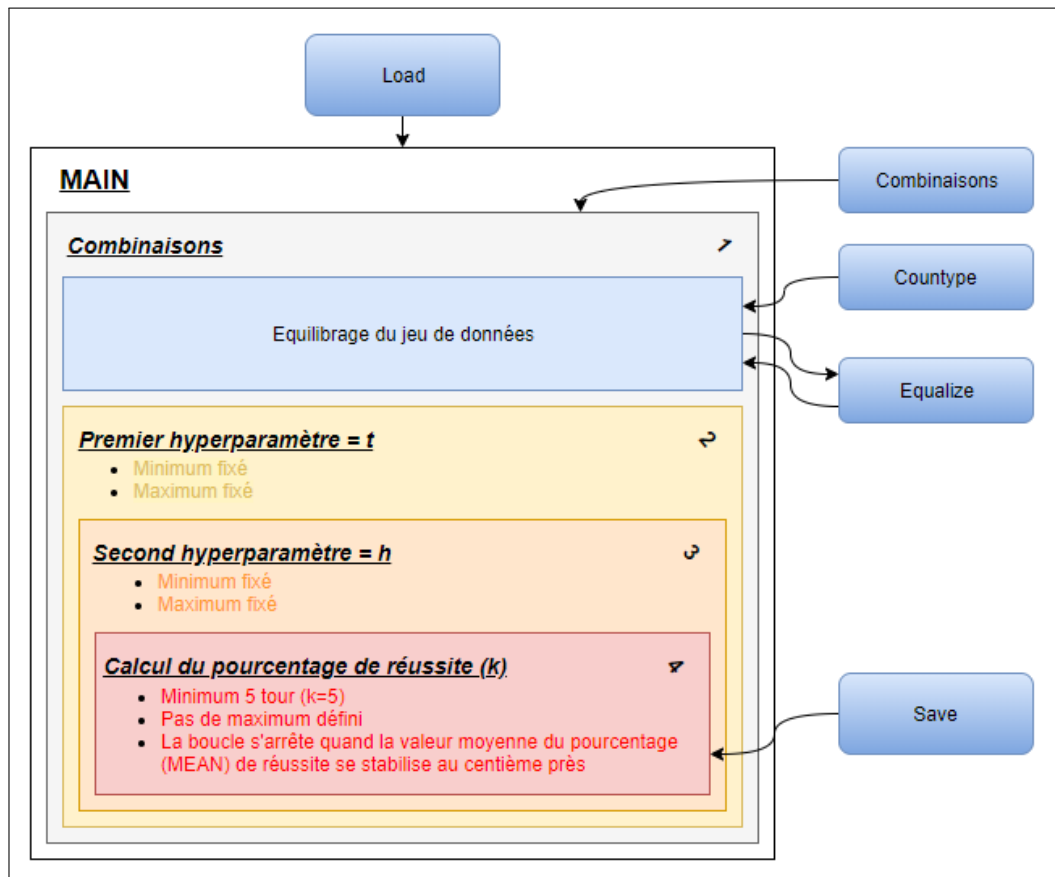 Load
MAIN
Combinaisons
Combinaisons
1
Countype
Equilibrage du jeu de données
Equalize
Premier hyperparamètre = t
2
• Minimum fixé
• Maximum fixé
Second hyperparamètre = h
3
• Minimum fixé
• Maximum fixé
Calcul du pourcentage de réussite (k)
4
• Minimum 5 tour (k=5)
• Pas de maximum défini
• La boucle s'arrête quand la valeur moyenne du pourcentage
(MEAN) de réussite se stabilise au centième près
Save